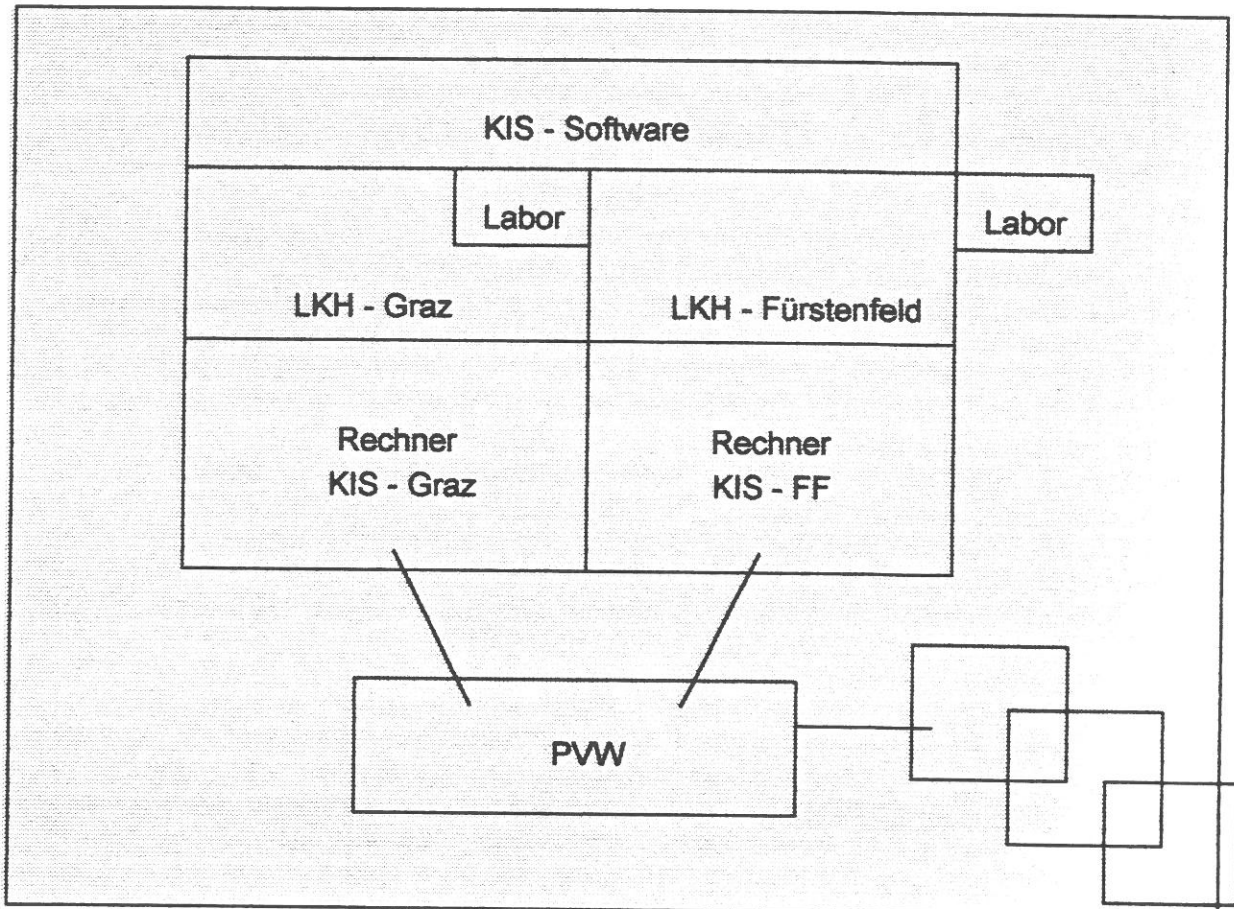 KIS - Software
Labor
Labor
LKH - Graz
LKH - Fürstenfeld
Rechner
KIS - Graz
Rechner
KIS - FF
PVW